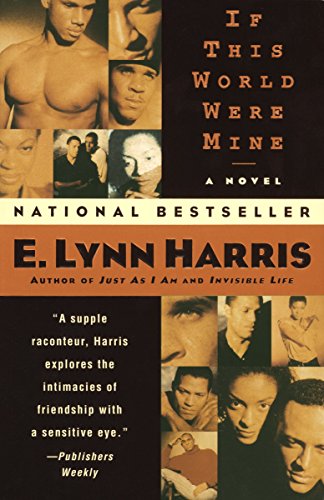 IF
THIS
WORLD
WERE
MINE
A NOVEL
NATIONAL BESTSELLER
E. LYNN HARRIS
AUTHOR OF JUST AS I AM AND INVISIBLE LIFE
"A supple
raconteur, Harris
explores the
intimacies of
friendship with
a sensitive eye."
—Publishers
Weekly